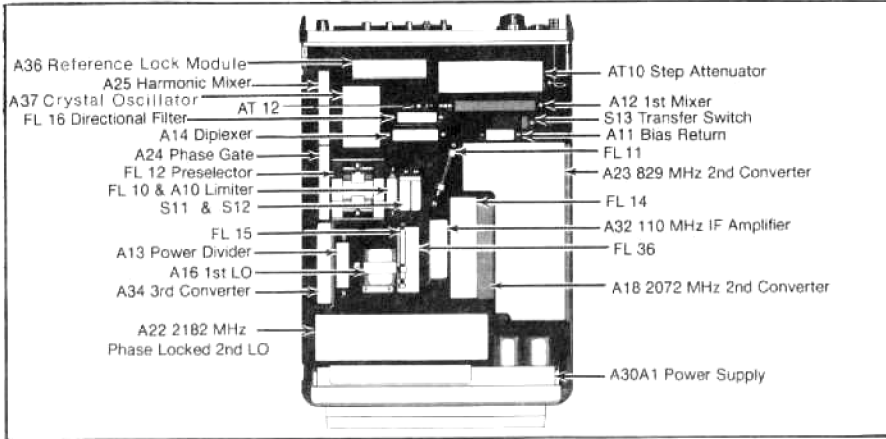 A36 Reference Lock Module
A25 Harmonic Mixer
A37 Crystal Oscillator
AT 12
FL 16 Directional Filter
A14 Diplexer
A24 Phase Gate
FL 12 Preselector
FL 10 & A10 Limiter
S11 & S12
FL 15
A13 Power Divider
A16 1st LO
A34 3rd Converter
A22 2182 MHz
Phase Locked 2nd LO
AT10 Step Attenuator
A12 1st Mixer
S13 Transfer Switch
A11 Bias Return
FL 11
A23 829 MHz 2nd Converter
FL 14
A32 110 MHz IF Amplifier
FL 36
A18 2072 MHz 2nd Converter
A30A1 Power Supply